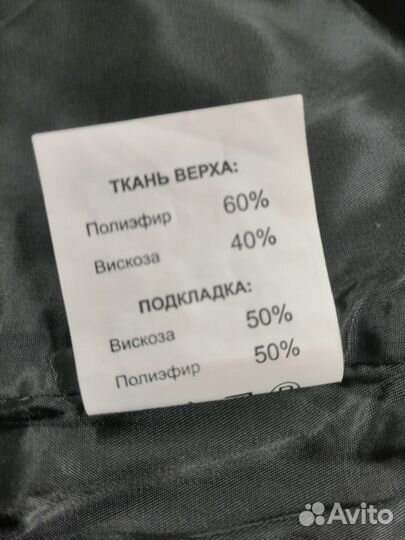 ТКАНЬ ВЕРХА:
Полиэфир 60%
Вискоза 40%
ПОДКЛАДКА:
Вискоза 50%
Полиэфир 50%
Avito